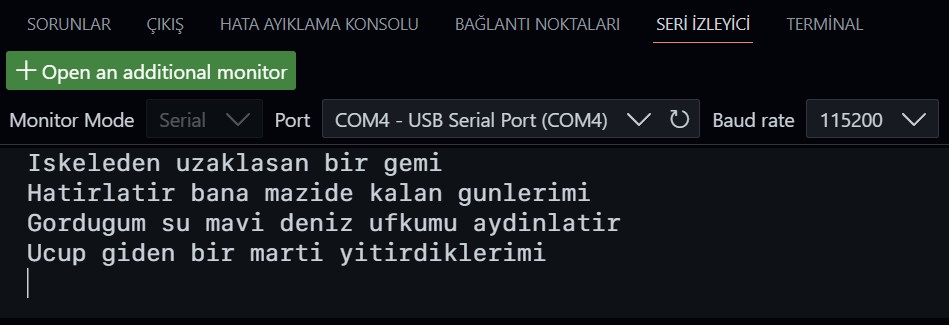 SORUNLAR ÇIKIŞ HATA AYIKLAMA KONSOLU BAĞLANTI NOKTALARI SERİ İZLEYİCİ TERMİNAL
+ Open an additional monitor
Monitor Mode Serial Port COM4 - USB Serial Port (COM4) Baud rate 115200
Iskeleden uzaklasan bir gemi
Hatirlatir bana mazide kalan gunlerimi
Gordugum su mavi deniz ufkumu aydinlatir
Ucup giden bir marti yitirdiklerimi